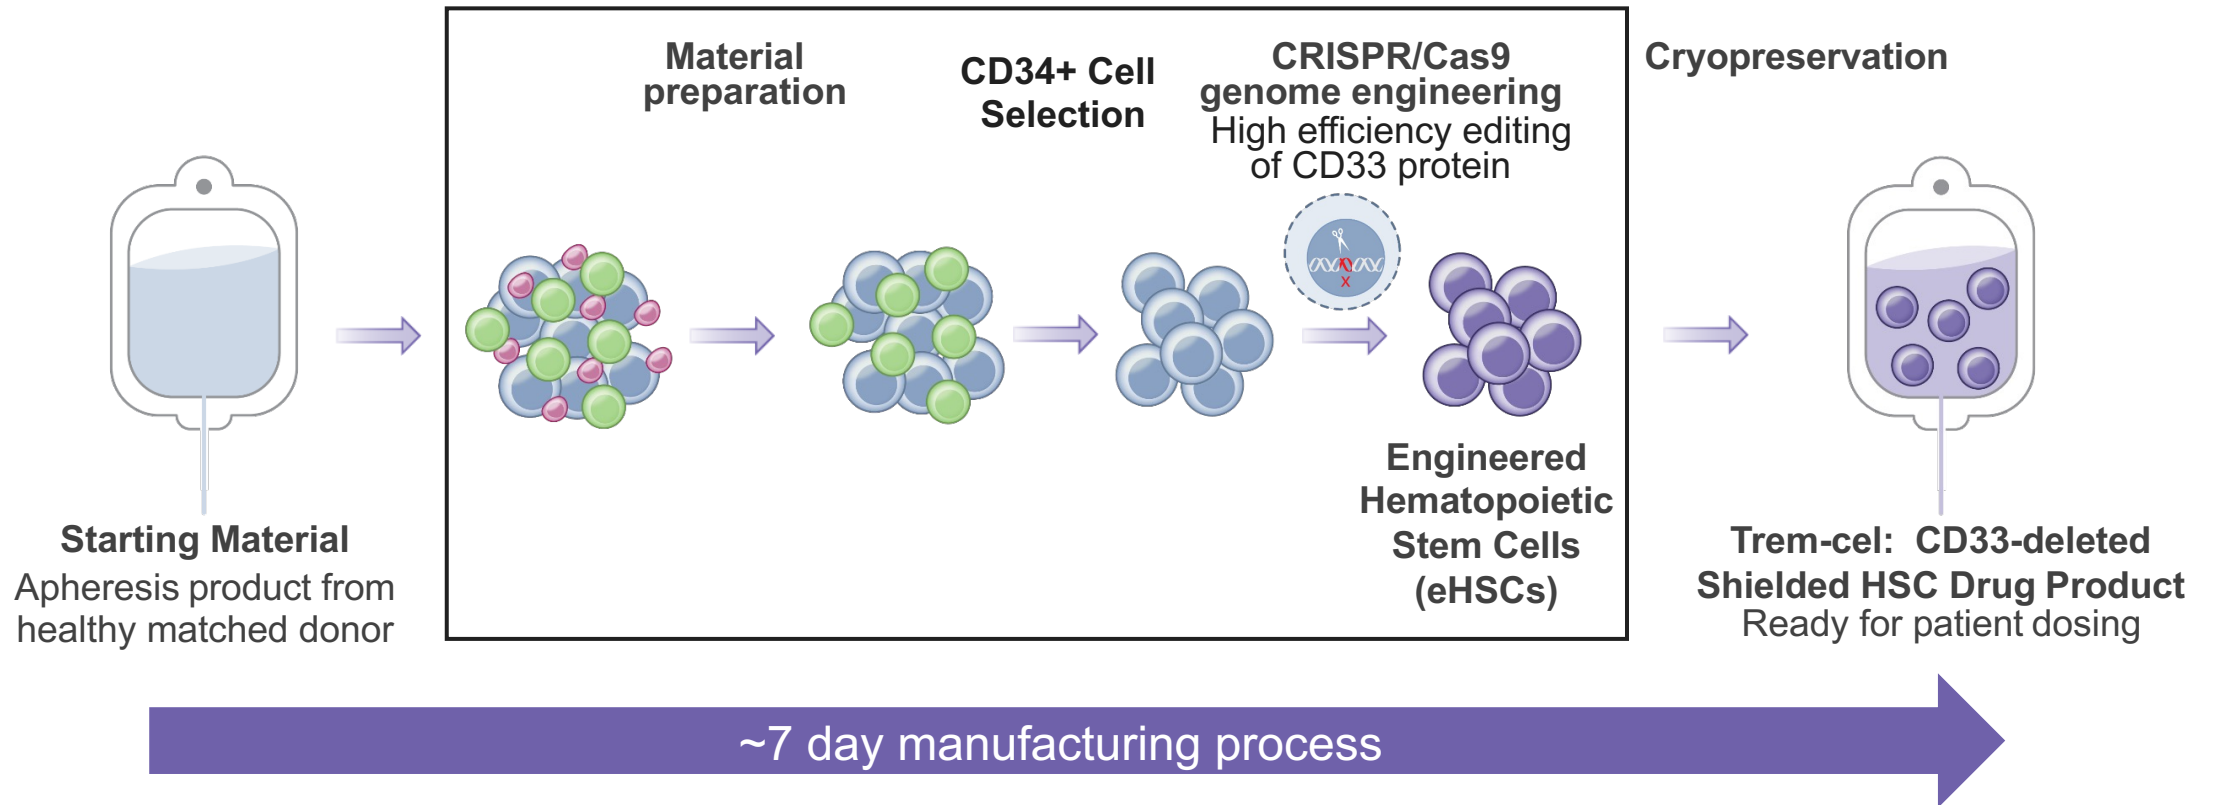 Material
preparation
CD34+ Cell
Selection
CRISPR/Cas9
genome engineering
High efficiency editing
of CD33 protein
Cryopreservation
x
Starting Material
Apheresis product from
healthy matched donor
Engineered
Hematopoietic
Stem Cells
(eHSCs)
Trem-cel: CD33-deleted
Shielded HSC Drug Product
Ready for patient dosing
~7 day manufacturing process